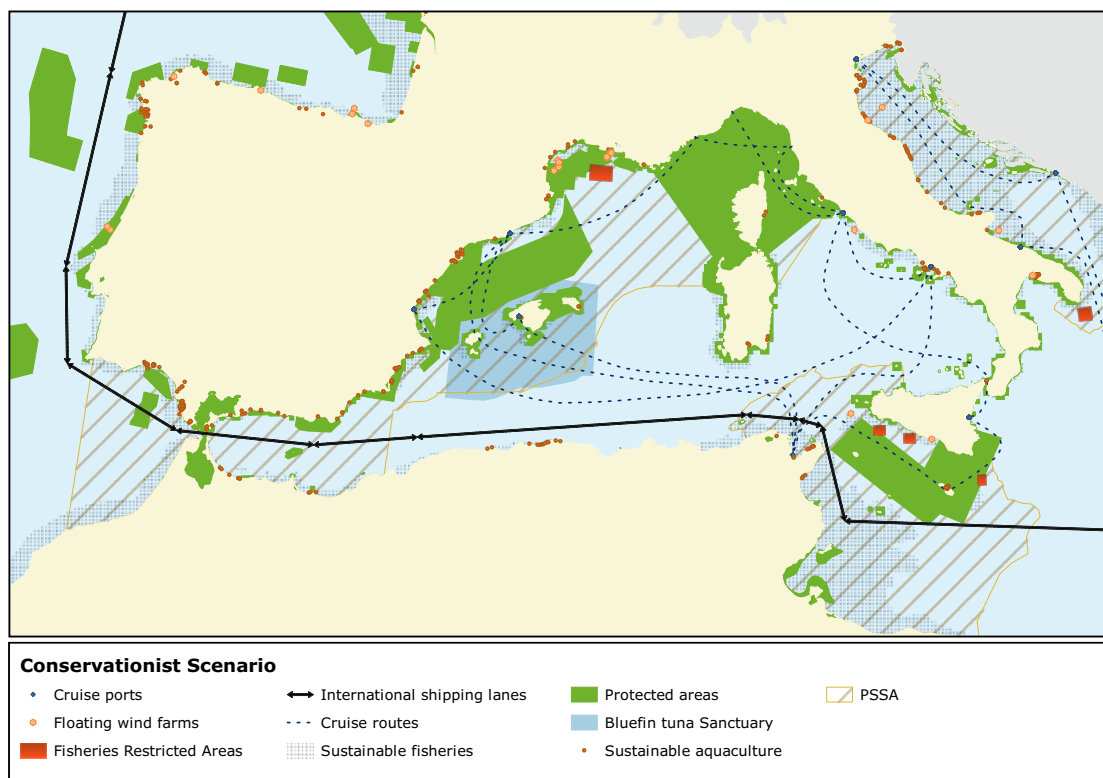 Conservationist Scenario
Cruise ports
International shipping lanes
Protected areas
PSSA
Floating wind farms
Cruise routes
Bluefin tuna Sanctuary
Fisheries Restricted Areas
Sustainable fisheries
Sustainable aquaculture